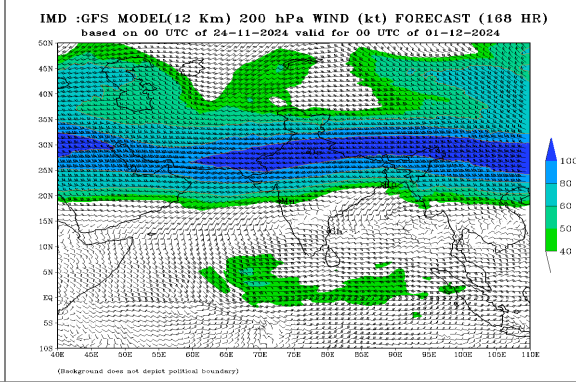 IMD :GFS MODEL(12 Km) 200 hPa WIND (kt) FORECAST (168 HR)
based on 00 UTC of 24-11-2024 valid for 00 UTC of 01-12-2024
50N
45N
40N
35N
30N
25N
20N
15N
10N
5N
EQ
5S
10S
40E 45E 50E 55E 60E 65E 70E 75E 80E 85E 90E 95E 100E 105E 110E
100
80
60
50
40
(Background does not depict political boundary)